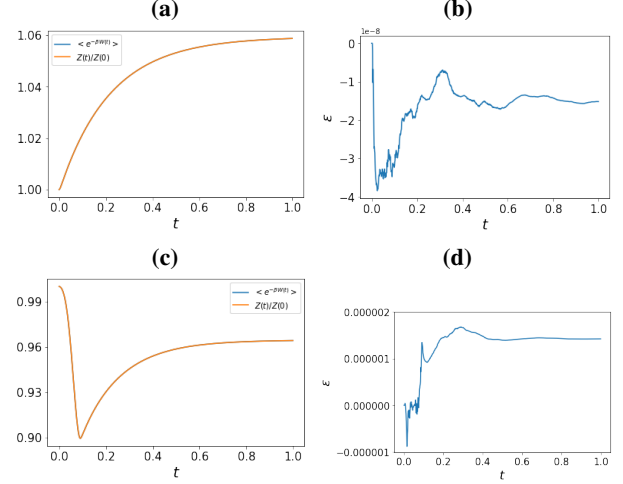 (a)
1.06
1.04
1.02
1.00
< e^{-βW(t)} >
Z(t)/Z(0)
0.0 0.2 0.4 0.6 0.8 1.0
t
(b)
1e−8
0
−1
−2
−3
−4
ε
0.0 0.2 0.4 0.6 0.8 1.0
t
(c)
0.99
0.96
0.93
0.90
< e^{-βW(t)} >
Z(t)/Z(0)
0.0 0.2 0.4 0.6 0.8 1.0
t
(d)
0.000002
0.000001
0.000000
−0.000001
ε
0.0 0.2 0.4 0.6 0.8 1.0
t